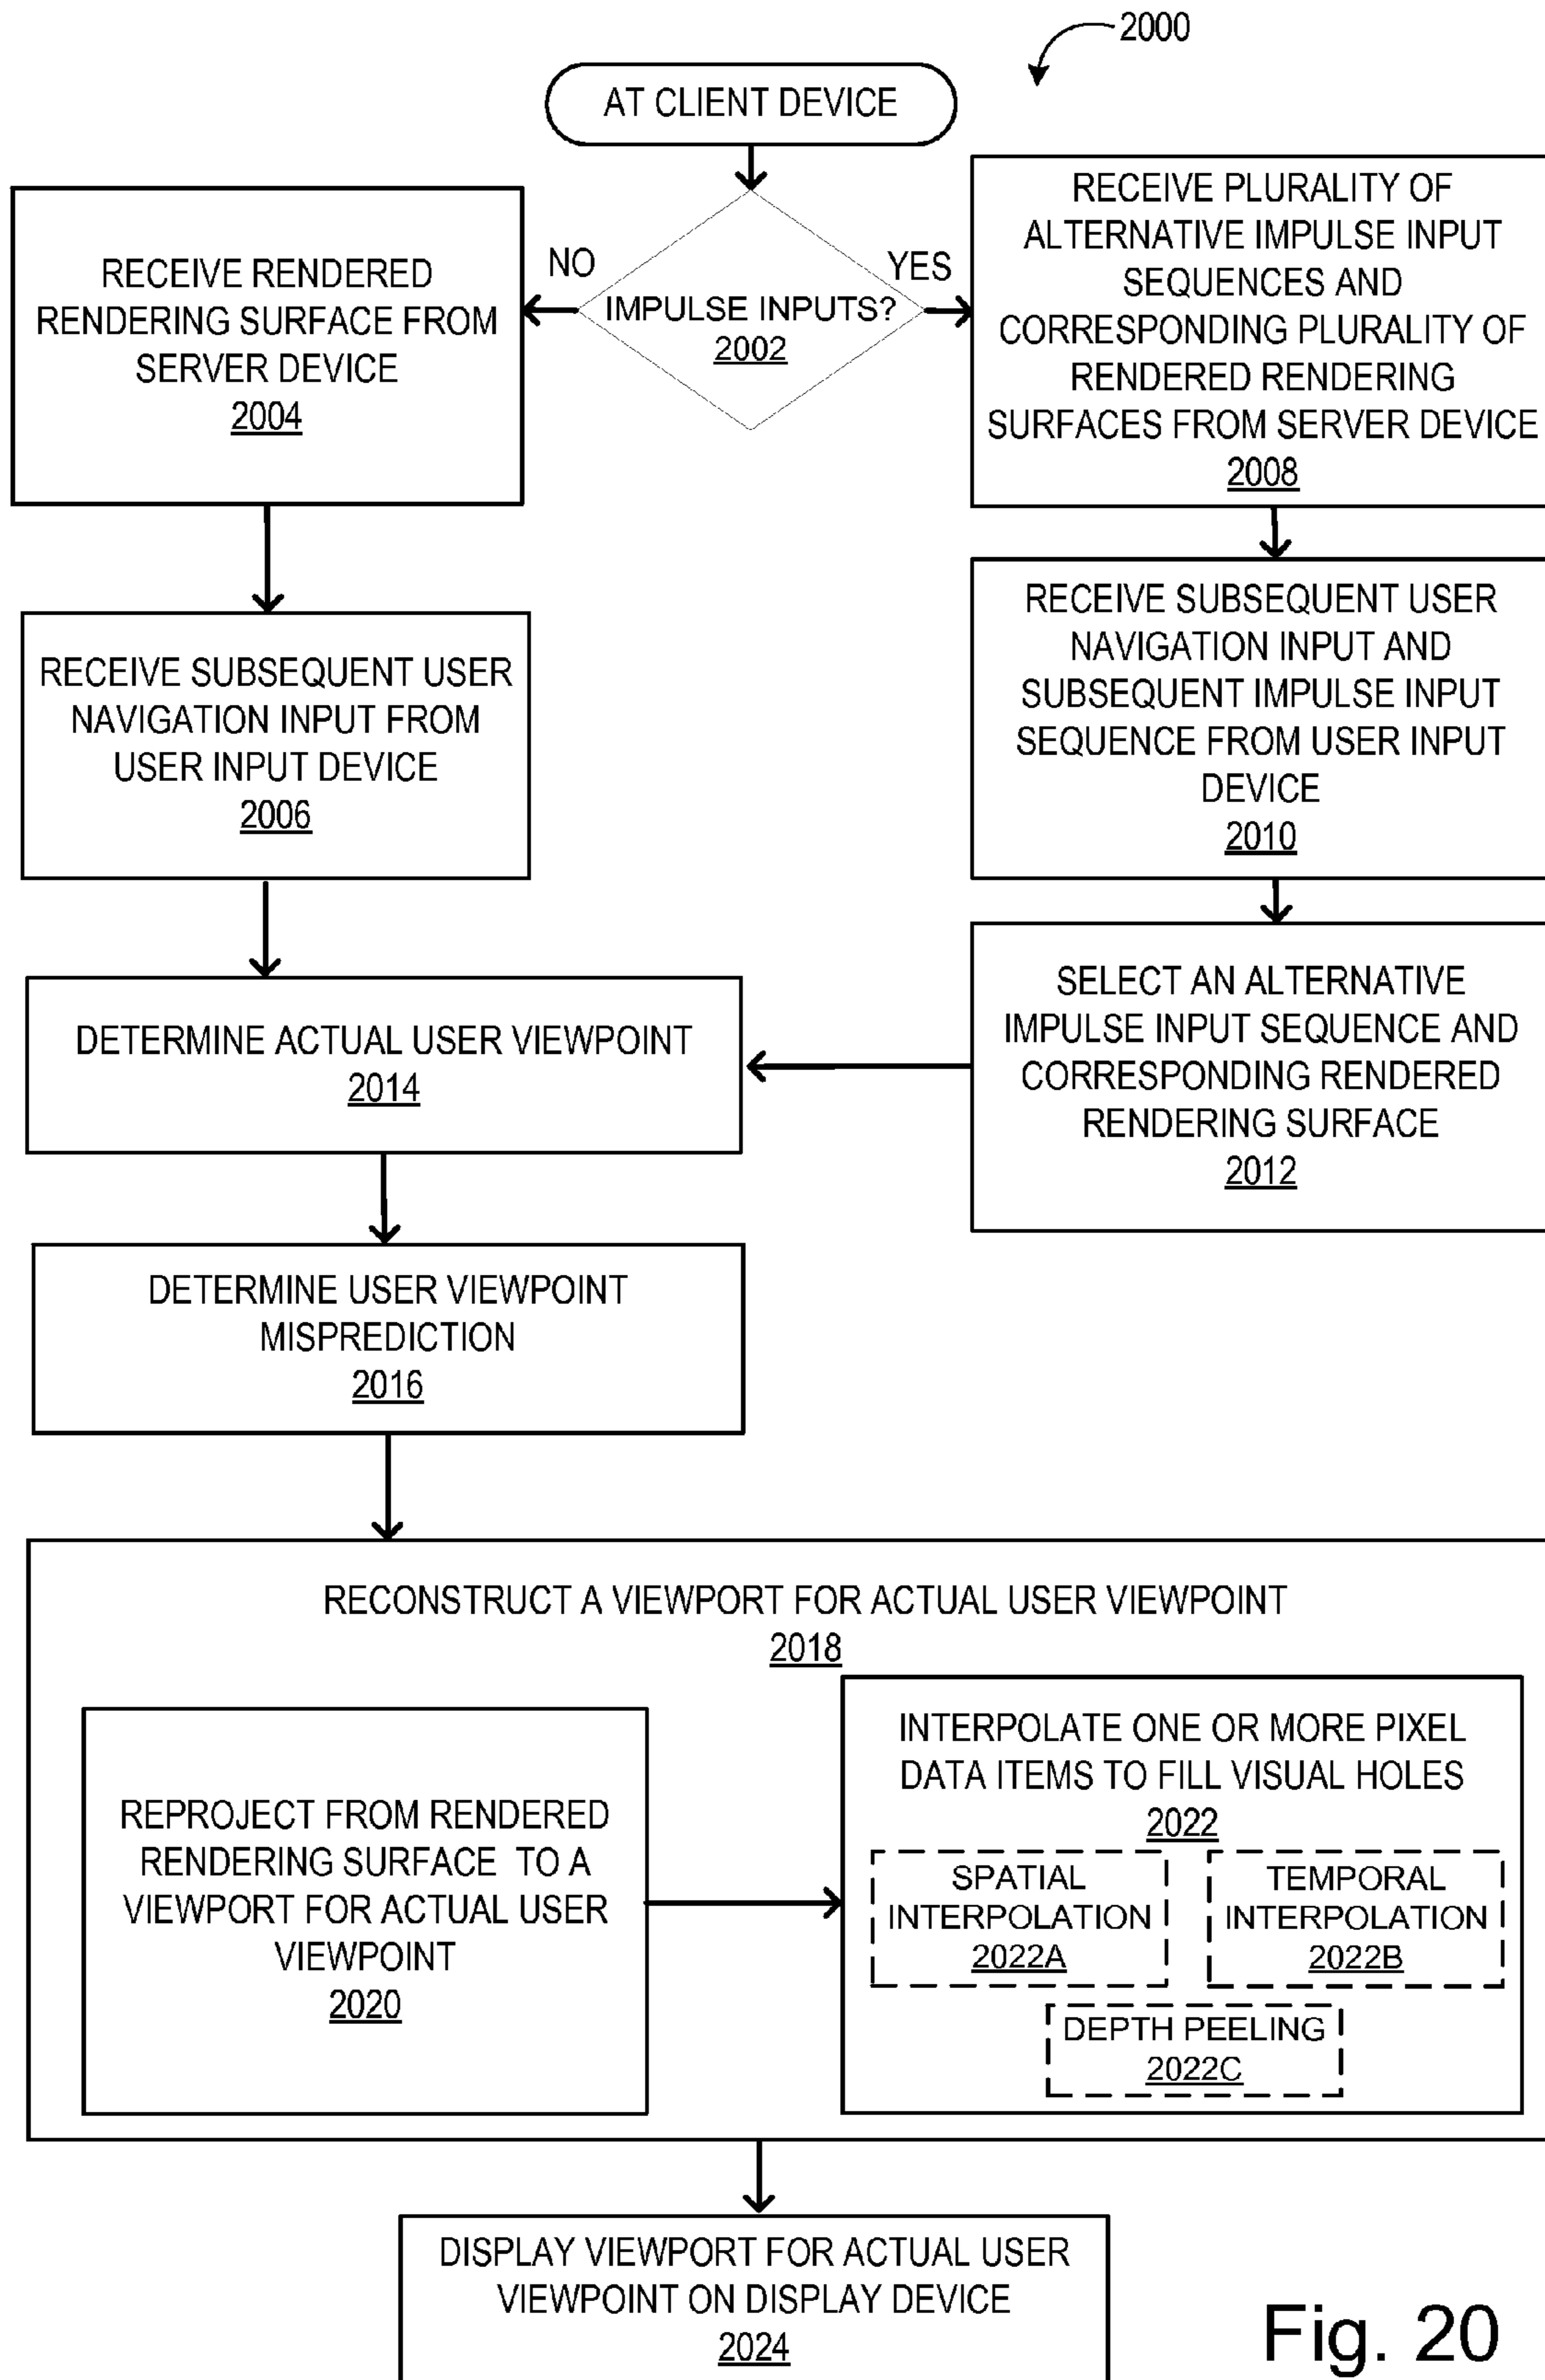 2000
AT CLIENT DEVICE
IMPULSE INPUTS?
2002
NO
YES
RECEIVE RENDERED
RENDERING SURFACE FROM
SERVER DEVICE
2004
RECEIVE SUBSEQUENT USER
NAVIGATION INPUT FROM
USER INPUT DEVICE
2006
RECEIVE PLURALITY OF
ALTERNATIVE IMPULSE INPUT
SEQUENCES AND
CORRESPONDING PLURALITY OF
RENDERED RENDERING
SURFACES FROM SERVER DEVICE
2008
RECEIVE SUBSEQUENT USER
NAVIGATION INPUT AND
SUBSEQUENT IMPULSE INPUT
SEQUENCE FROM USER INPUT
DEVICE
2010
SELECT AN ALTERNATIVE
IMPULSE INPUT SEQUENCE AND
CORRESPONDING RENDERED
RENDERING SURFACE
2012
DETERMINE ACTUAL USER VIEWPOINT
2014
DETERMINE USER VIEWPOINT
MISPREDICTION
2016
RECONSTRUCT A VIEWPORT FOR ACTUAL USER VIEWPOINT
2018
REPROJECT FROM RENDERED
RENDERING SURFACE TO A
VIEWPORT FOR ACTUAL USER
VIEWPOINT
2020
INTERPOLATE ONE OR MORE PIXEL
DATA ITEMS TO FILL VISUAL HOLES
2022
SPATIAL
INTERPOLATION
2022A
TEMPORAL
INTERPOLATION
2022B
DEPTH PEELING
2022C
DISPLAY VIEWPORT FOR ACTUAL USER
VIEWPOINT ON DISPLAY DEVICE
2024
Fig. 20